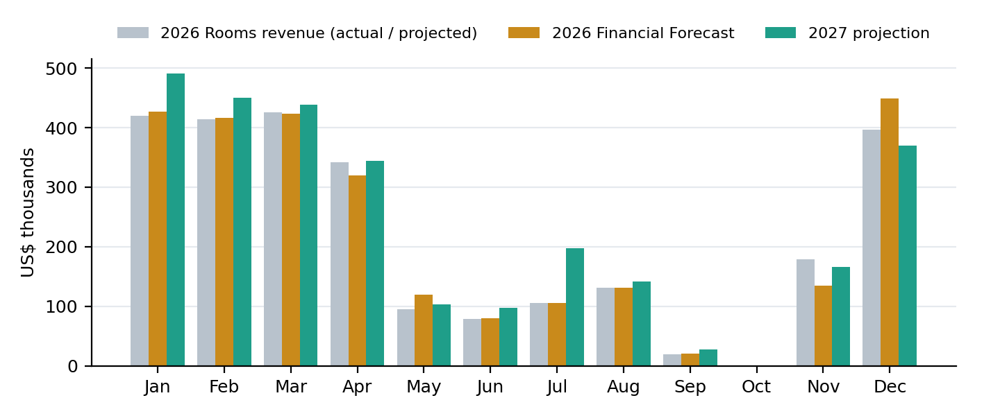 2026 Rooms revenue (actual / projected) 2026 Financial Forecast 2027 projection
US$ thousands
500
400
300
200
100
0
Jan Feb Mar Apr May Jun Jul Aug Sep Oct Nov Dec